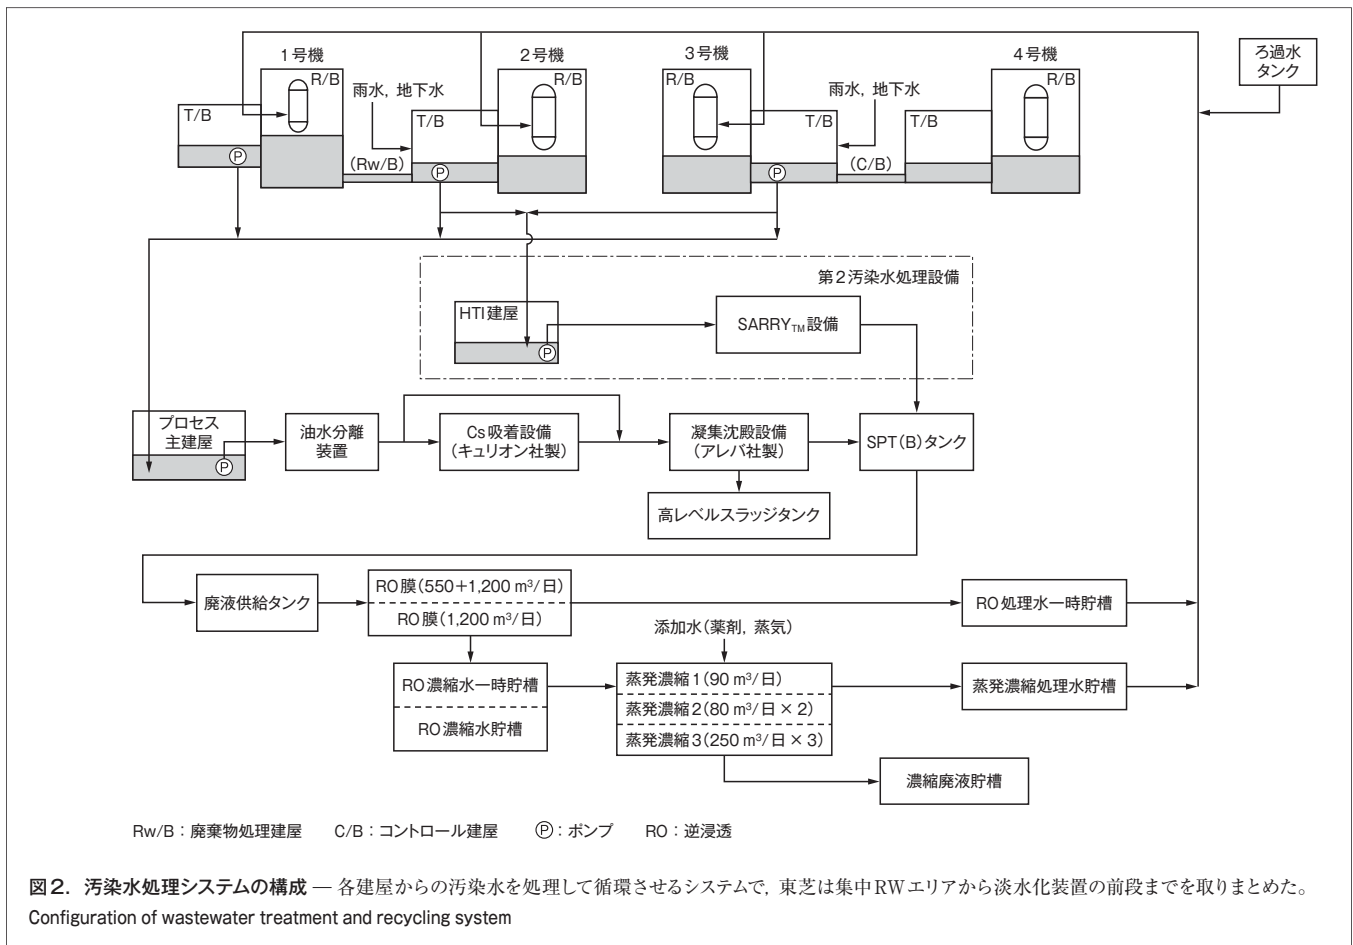 1号機
2号機
3号機
4号機
ろ過水
タンク
R/B
R/B
R/B
R/B
雨水，地下水
雨水，地下水
T/B
T/B
T/B
T/B
P
(Rw/B)
P
P
(C/B)
第2汚染水処理設備
HTI建屋
P
SARRYTM設備
プロセス
主建屋
P
油水分離
装置
Cs吸着設備
(キュリオン社製)
凝集沈殿設備
(アレバ社製)
SPT(B)タンク
高レベルスラッジタンク
廃液供給タンク
RO膜(550+1,200 m³/日)
RO膜(1,200 m³/日)
RO処理水一時貯槽
添加水(薬剤，蒸気)
RO濃縮水一時貯槽
RO濃縮水貯槽
蒸発濃縮1(90 m³/日)
蒸発濃縮2(80 m³/日×2)
蒸発濃縮3(250 m³/日×3)
蒸発濃縮処理水貯槽
濃縮廃液貯槽
Rw/B：廃棄物処理建屋　C/B：コントロール建屋　Ⓟ：ポンプ　RO：逆浸透
図2．汚染水処理システムの構成 ― 各建屋からの汚染水を処理して循環させるシステムで，東芝は集中RWエリアから淡水化装置の前段までを取りまとめた。
Configuration of wastewater treatment and recycling system